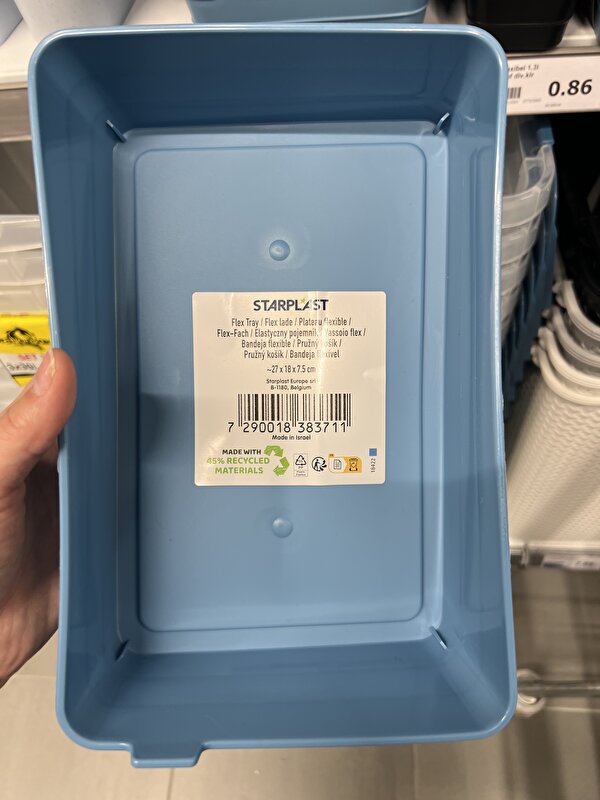 STARPLAST
Flex Tray / Flex lade / Plateau flexible /
Flex-Fach / Elastyczny pojemnik / Vassoio flex /
Bandeja flexible / Pružný košík /
Pružný košík / Bandeja flexível
~27 x 18 x 7.5 cm
Starplast Europe srl
B-1180, Belgium
7 290018 383711
Made in Israel
MADE WITH
45% RECYCLED
MATERIALS
18422
0.86